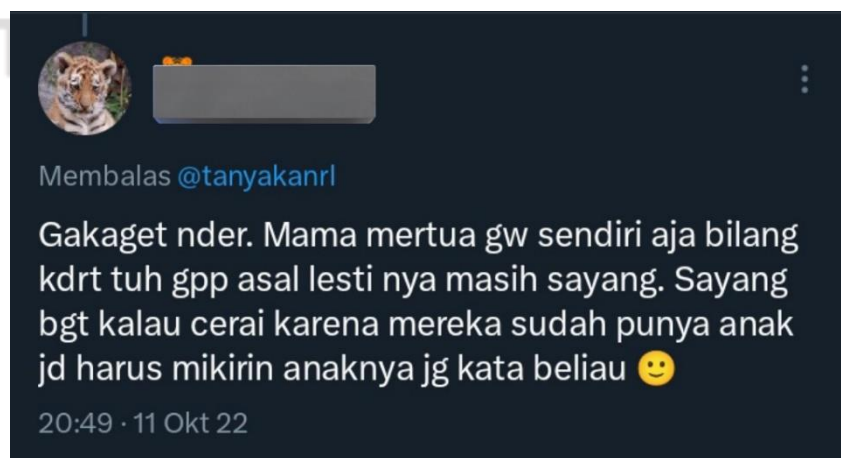 Membalas @tanyakanrl
Gakaget nder. Mama mertua gw sendiri aja bilang
kdrt tuh gpp asal lesti nya masih sayang. Sayang
bgt kalau cerai karena mereka sudah punya anak
jd harus mikirin anaknya jg kata beliau 🙂
20:49 · 11 Okt 22